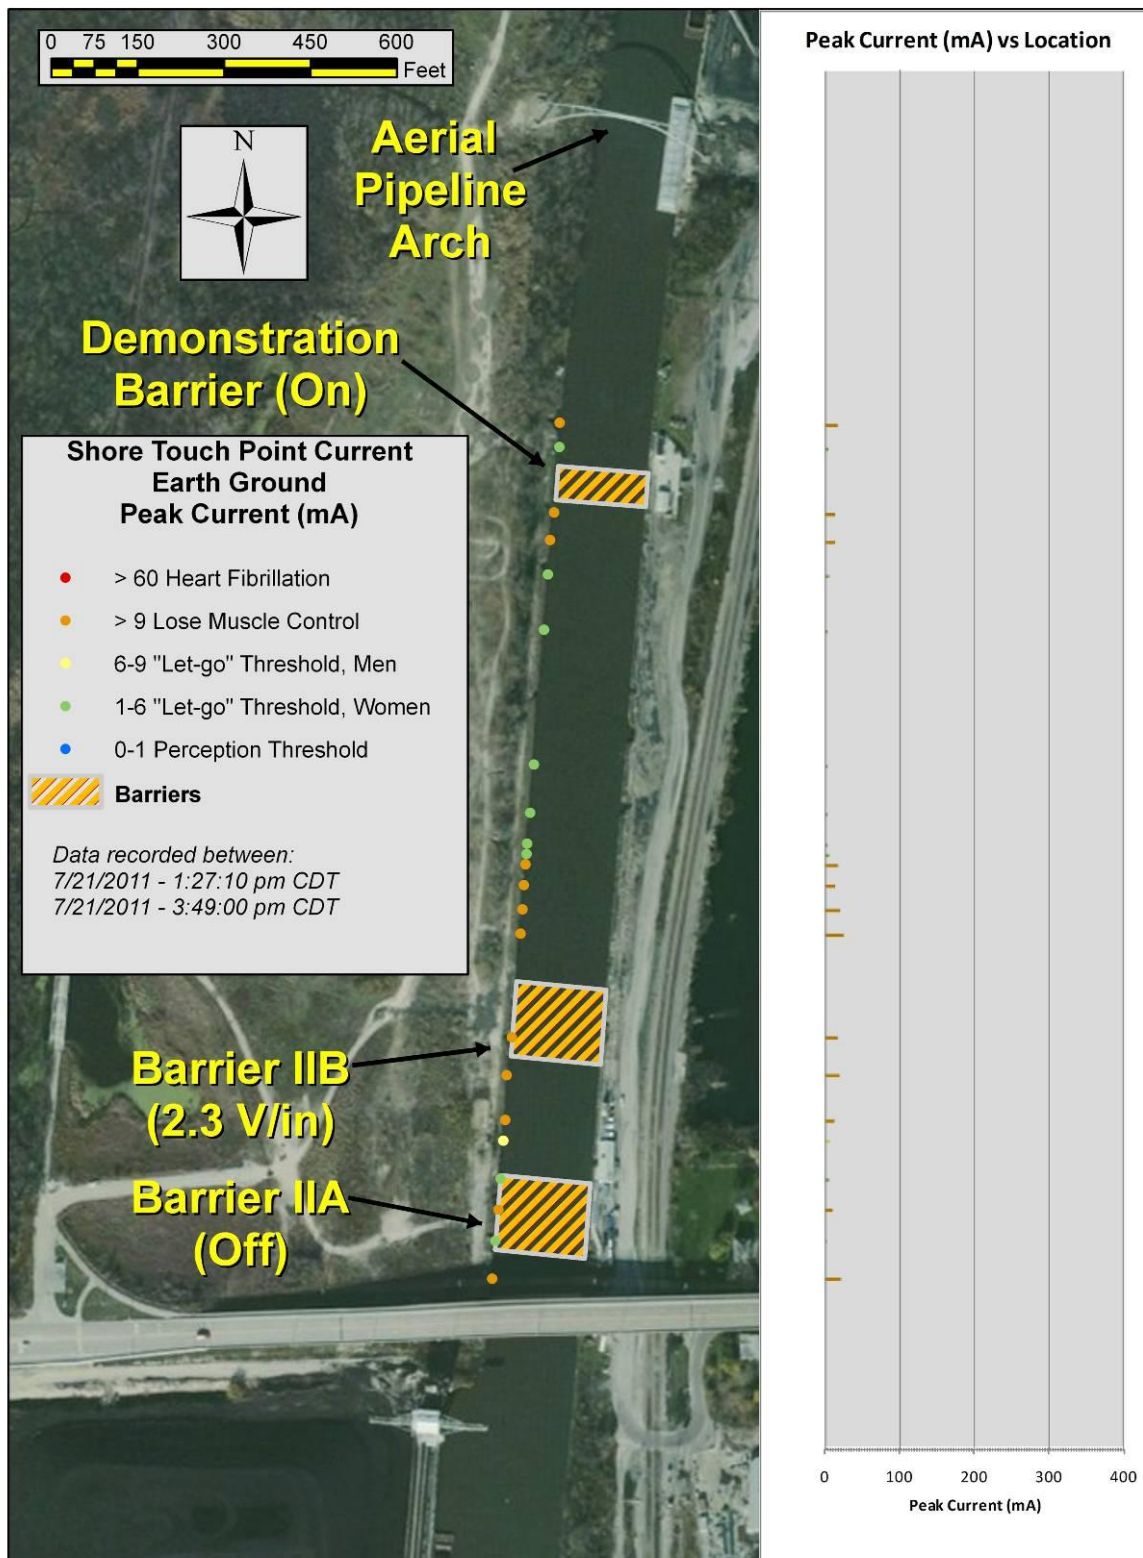 0 75 150 300 450 600
Feet
N
Aerial
Pipeline
Arch
Demonstration
Barrier (On)
Shore Touch Point Current
Earth Ground
Peak Current (mA)
> 60 Heart Fibrillation
> 9 Lose Muscle Control
6-9 "Let-go" Threshold, Men
1-6 "Let-go" Threshold, Women
0-1 Perception Threshold
Barriers
Data recorded between:
7/21/2011 - 1:27:10 pm CDT
7/21/2011 - 3:49:00 pm CDT
Barrier IIB
(2.3 V/in)
Barrier IIA
(Off)
Peak Current (mA) vs Location
0 100 200 300 400
Peak Current (mA)